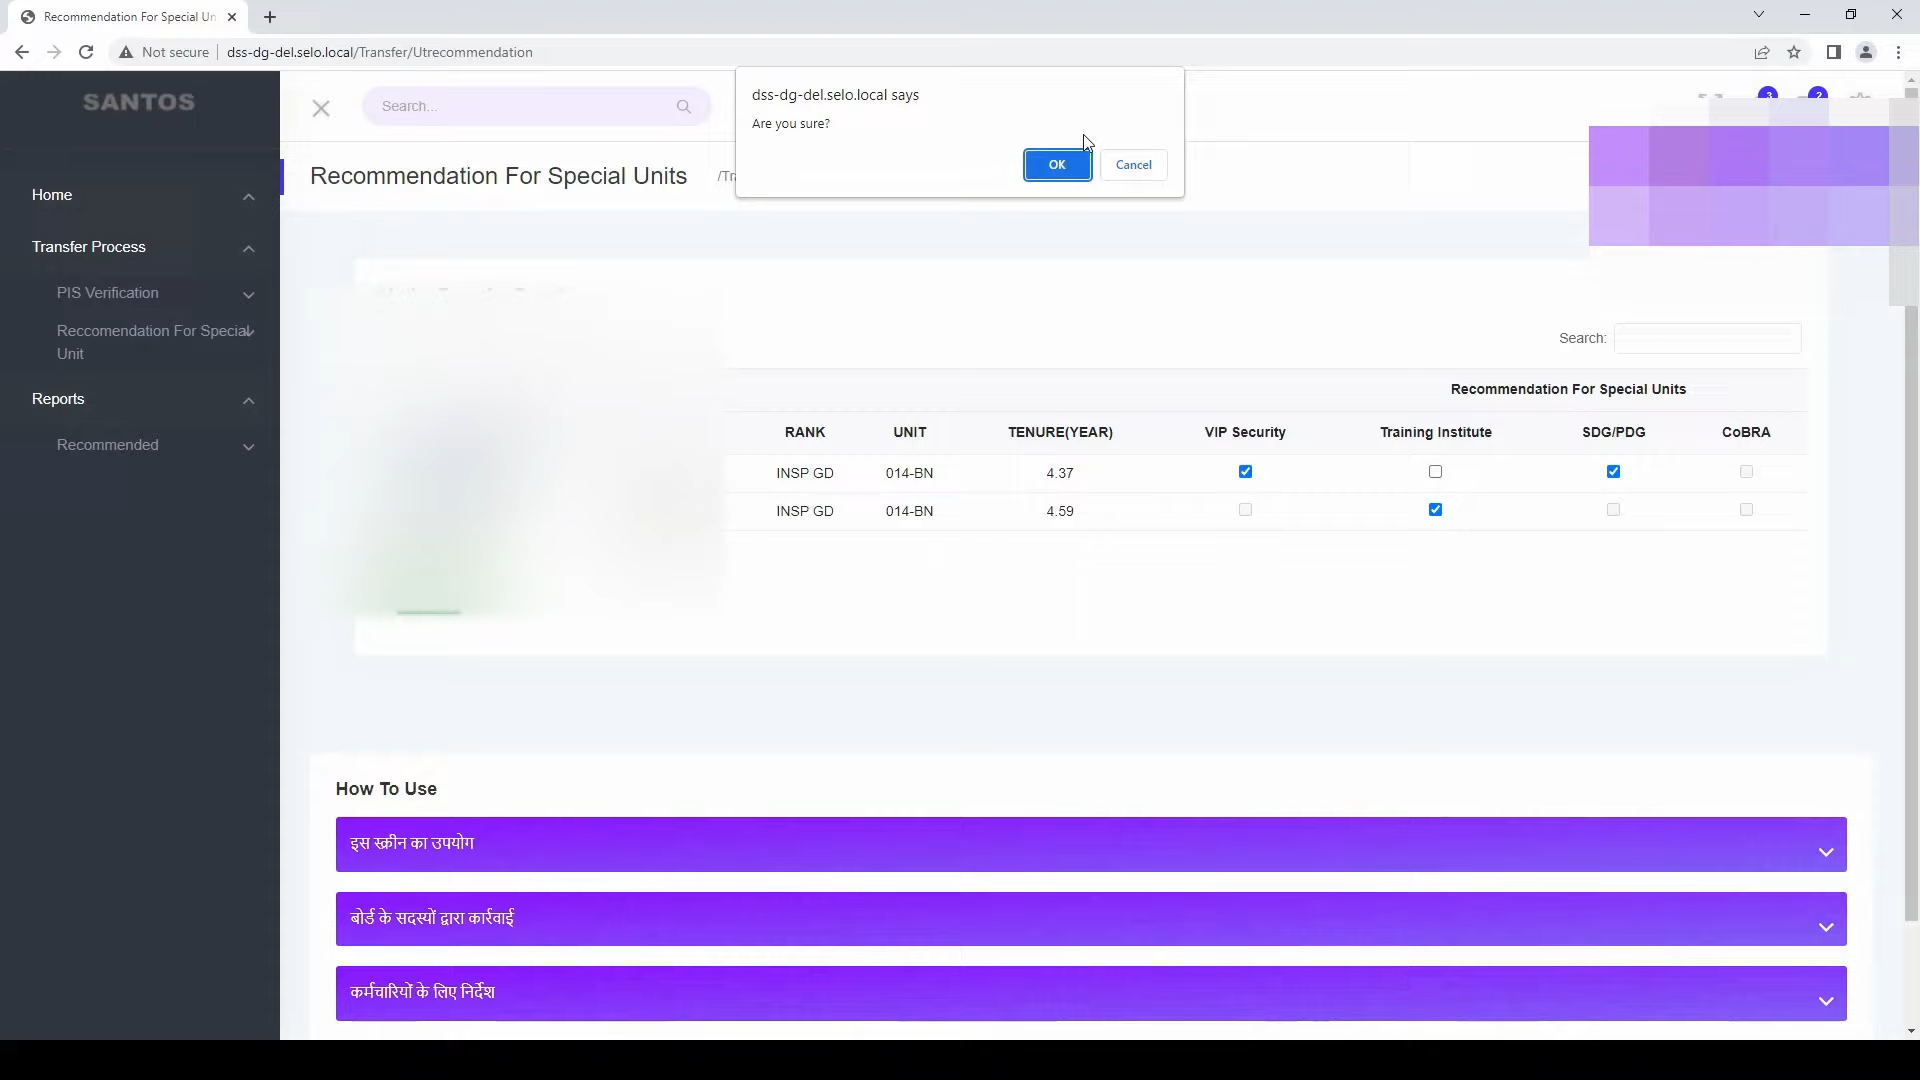 Recommendation For Special Un
Not secure
dss-dg-del.selo.local/Transfer/Utrecommendation
SANTOS
Search...
dss-dg-del.selo.local says
Are you sure?
OK
Cancel
3
2
Recommendation For Special Units
/Tra
Home
Transfer Process
PIS Verification
Reccomendation For Special
Unit
Reports
Recommended
Search:
Recommendation For Special Units
RANK UNIT TENURE(YEAR) VIP Security Training Institute SDG/PDG CoBRA
INSP GD 014-BN 4.37
INSP GD 014-BN 4.59
How To Use
इस स्क्रीन का उपयोग
बोर्ड के सदस्यों द्वारा कार्रवाई
कर्मचारियों के लिए निर्देश